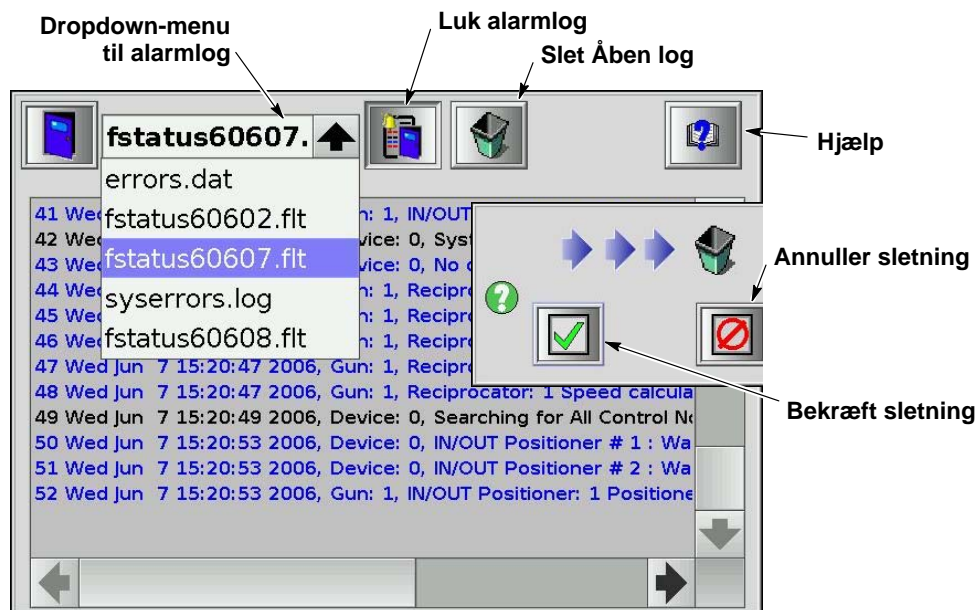 Dropdown-menu
til alarmlog
Luk alarmlog
Slet Åben log
Hjælp
fstatus60607.
errors.dat
fstatus60602.flt
fstatus60607.flt
syserrors.log
fstatus60608.flt
41 Wed n: 1, IN/OUT
42 Wed vice: 0, Syst
43 Wed vice: 0, No
44 Wed n: 1, Recipro
45 Wed n: 1, Recipro
46 Wed n: 1, Recipro
47 Wed Jun 7 15:20:47 2006, Gun: 1, Recipro
48 Wed Jun 7 15:20:47 2006, Gun: 1, Reciprocator: 1 Speed calcula
49 Wed Jun 7 15:20:49 2006, Device: 0, Searching for All Control No
50 Wed Jun 7 15:20:53 2006, Device: 0, IN/OUT Positioner # 1 : Wa
51 Wed Jun 7 15:20:53 2006, Device: 0, IN/OUT Positioner # 2 : Wa
52 Wed Jun 7 15:20:53 2006, Gun: 1, IN/OUT Positioner: 1 Positione
Annuller sletning
Bekræft sletning